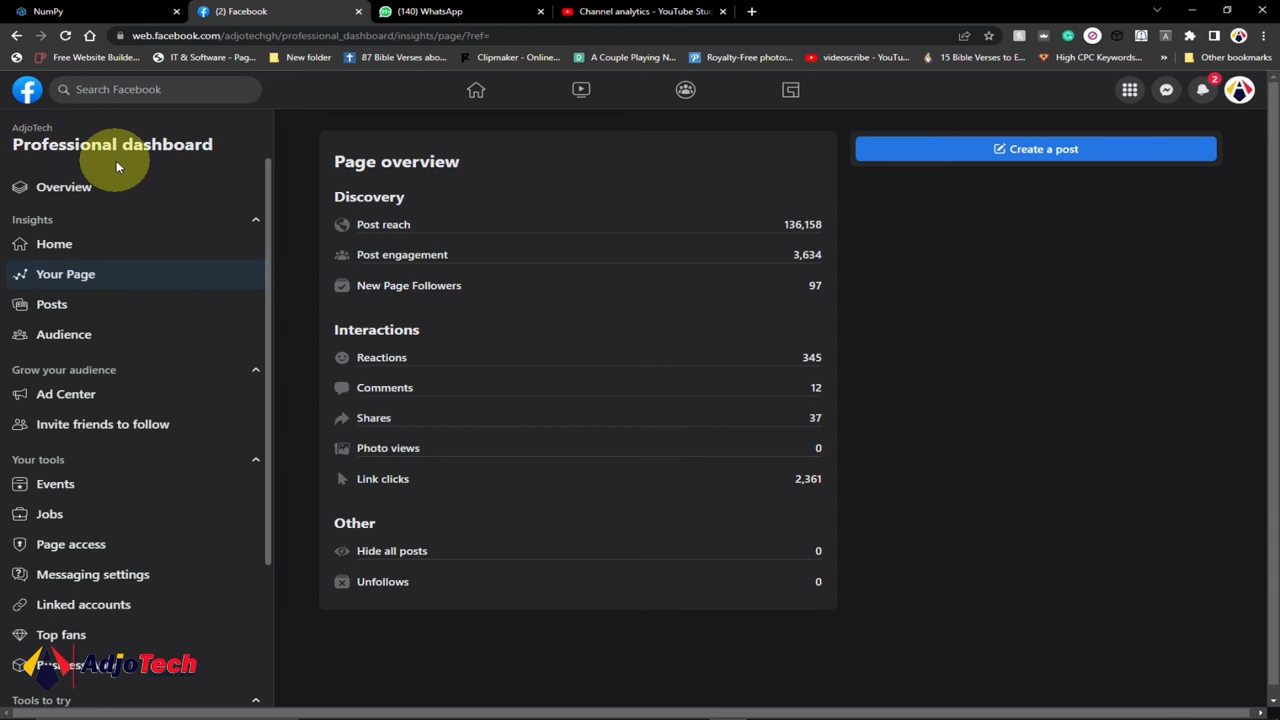 NumPy
(2) Facebook
(140) WhatsApp
Channel analytics - YouTube Stud
web.facebook.com/adjotechgh/professional_dashboard/insights/page/?ref=
Free Website Builde...
IT & Software - Pag...
New folder
87 Bible Verses abo...
Clipmaker - Online...
A Couple Playing N...
Royalty-Free photo:...
videoscribe - YouTu...
15 Bible Verses to E...
High CPC Keywords...
»
Other bookmarks
Search Facebook
2
AdjoTech
Professional dashboard
Overview
Insights
Home
Your Page
Posts
Audience
Grow your audience
Ad Center
Invite friends to follow
Your tools
Events
Jobs
Page access
Messaging settings
Linked accounts
Top fans
AdjoTech
Tools to try
Page overview
Discovery
Post reach 136,158
Post engagement 3,634
New Page Followers 97
Interactions
Reactions 345
Comments 12
Shares 37
Photo views 0
Link clicks 2,361
Other
Hide all posts 0
Unfollows 0
Create a post